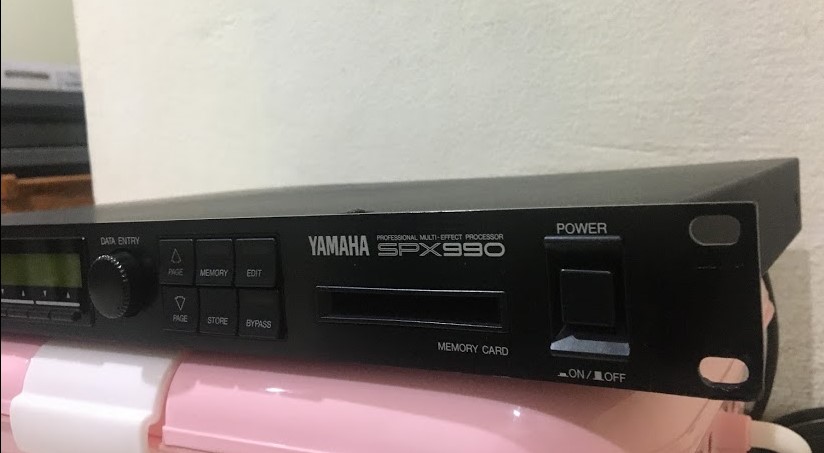 DATA ENTRY
PAGE
MEMORY
EDIT
PAGE
STORE
BYPASS
YAMAHA
PROFESSIONAL MULTI-EFFECT PROCESSOR
SPX990
MEMORY CARD
POWER
ON / OFF